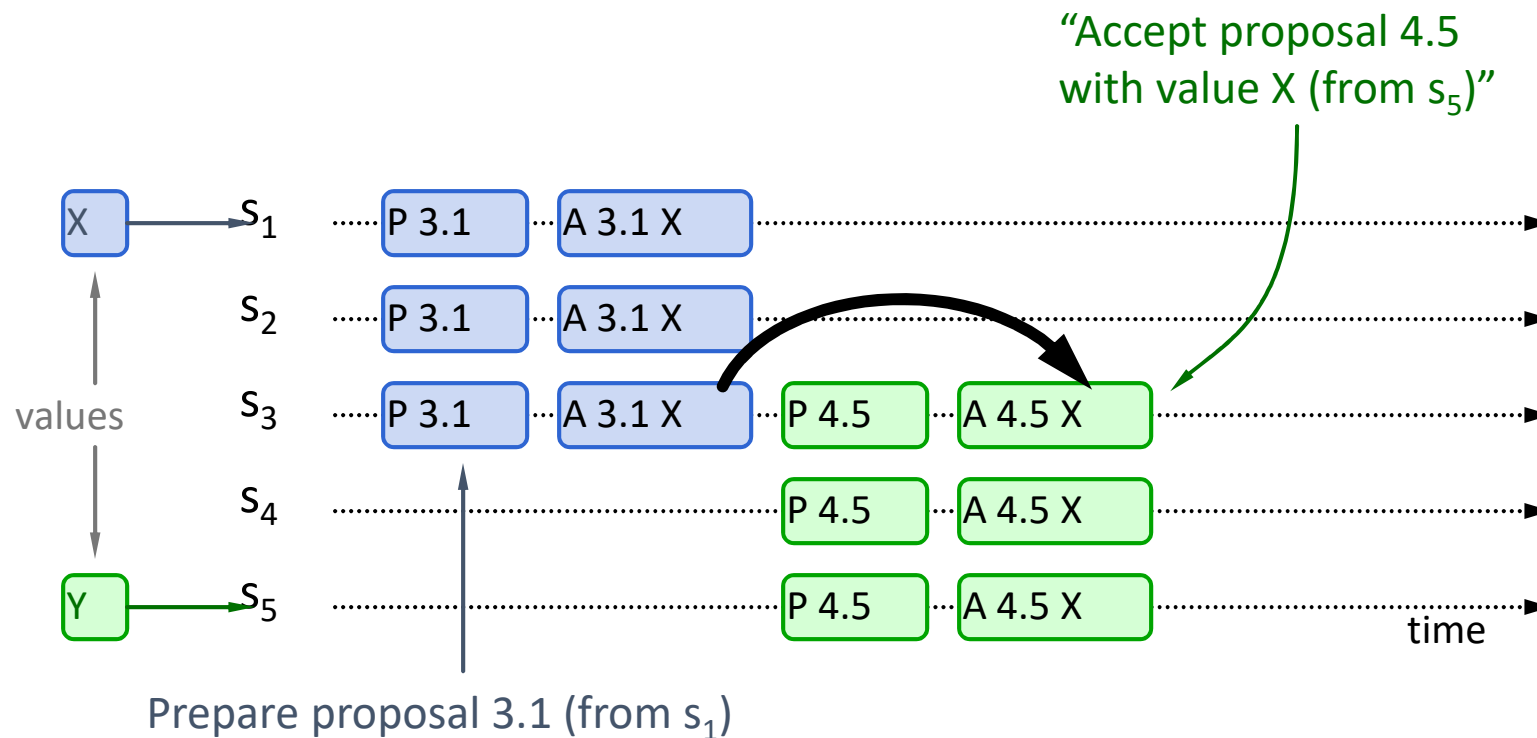 “Accept proposal 4.5
with value X (from s₅)”
X s₁ P 3.1 A 3.1 X
s₂ P 3.1 A 3.1 X
values s₃ P 3.1 A 3.1 X P 4.5 A 4.5 X
s₄ P 4.5 A 4.5 X
Y s₅ P 4.5 A 4.5 X
time
Prepare proposal 3.1 (from s₁)